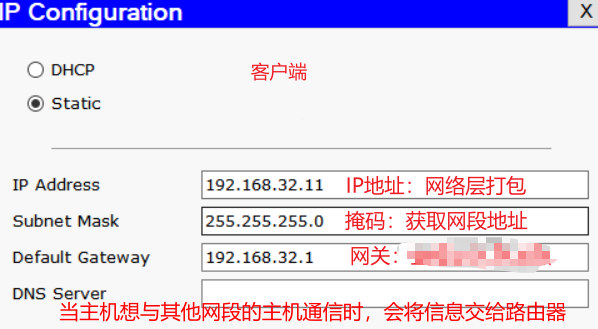 IP Configuration
X
DHCP
客户端
Static
IP Address 192.168.32.11 IP地址：网络层打包
Subnet Mask 255.255.255.0 掩码：获取网段地址
Default Gateway 192.168.32.1 网关：
DNS Server
当主机想与其他网段的主机通信时，会将信息交给路由器